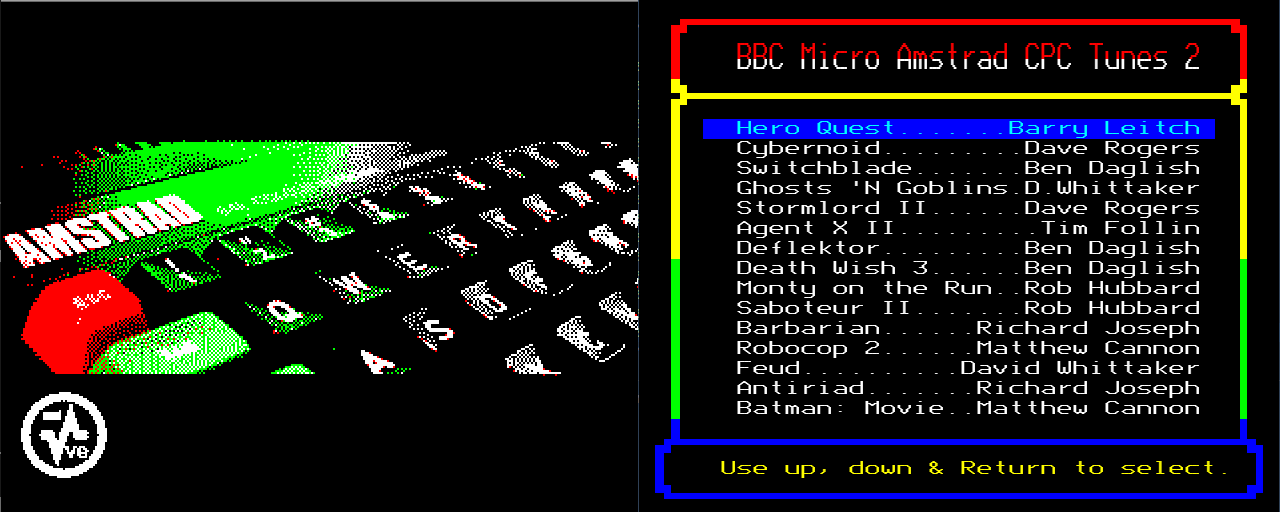 AMSTRAD
ESC
!
"
2
Q W E R T Y
A S D
ve
BBC Micro Amstrad CPC Tunes 2
Hero Quest.......Barry Leitch
Cybernoid.........Dave Rogers
Switchblade.......Ben Daglish
Ghosts 'N Goblins.D.Whittaker
Stormlord II......Dave Rogers
Agent X II.........Tim Follin
Deflektor.........Ben Daglish
Death Wish 3......Ben Daglish
Monty on the Run..Rob Hubbard
Saboteur II.......Rob Hubbard
Barbarian......Richard Joseph
Robocop 2......Matthew Cannon
Feud..........David Whittaker
Antiriad.......Richard Joseph
Batman: Movie..Matthew Cannon
Use up, down & Return to select.